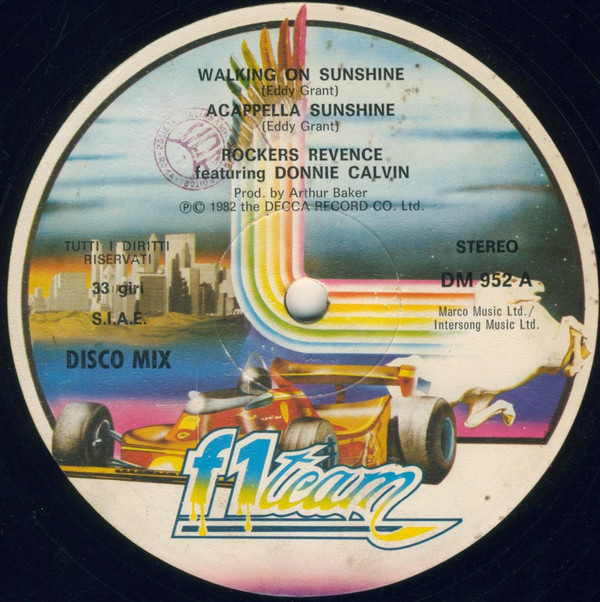 WALKING ON SUNSHINE
(Eddy Grant)
ACAPPELLA SUNSHINE
(Eddy Grant)
ROCKERS REVENCE
featuring DONNIE CALVIN
Prod. by Arthur Baker
℗© 1982 the DECCA RECORD CO. Ltd.
TUTTI I DIRITTI
RISERVATI
33 giri
S.I.A.E.
DISCO MIX
STEREO
DM 952 A
Marco Music Ltd./
Intersong Music Ltd.
f1 team